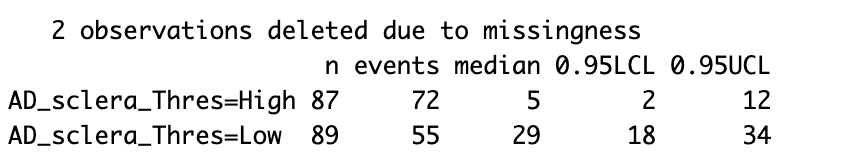 2 observations deleted due to missingness
n events median 0.95LCL 0.95UCL
AD_sclera_Thres=High 87 72 5 2 12
AD_sclera_Thres=Low 89 55 29 18 34